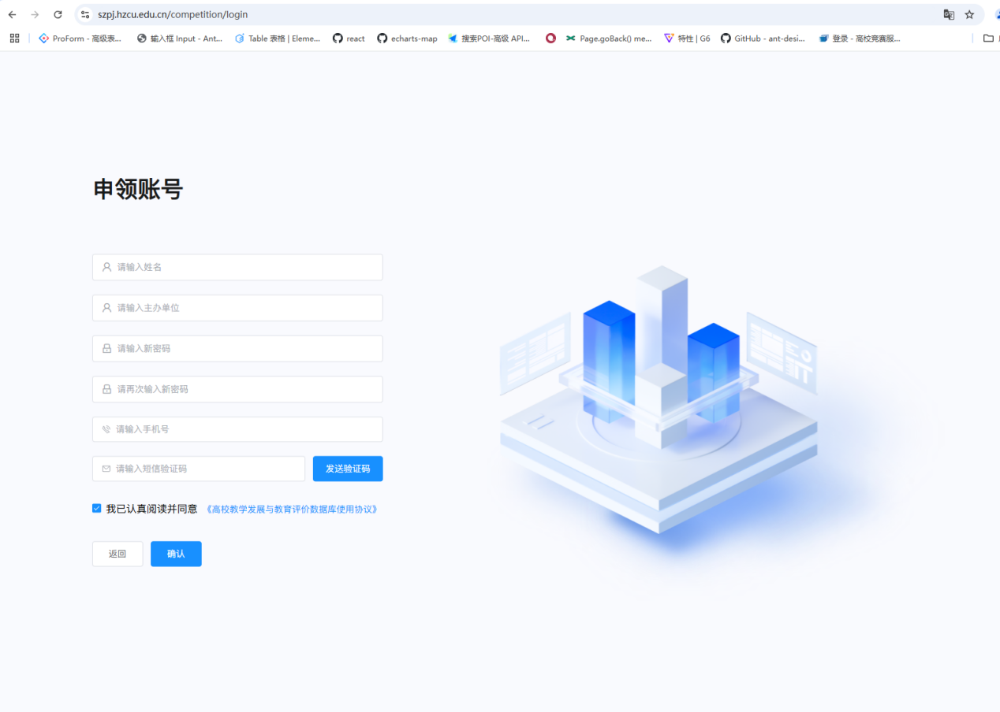 szpj.hzcu.edu.cn/competition/login
ProForm - 高级表... 输入框 Input - Ant... Table 表格 | Eleme... react echarts-map 搜索POI-高级 API... Page.goBack() me... 特性 | G6 GitHub - ant-desi... 登录 - 高校竞赛服...
申领账号
请输入姓名
请输入主办单位
请输入新密码
请再次输入新密码
请输入手机号
请输入短信验证码 发送验证码
我已认真阅读并同意 《高校教学发展与教育评价数据库使用协议》
返回 确认